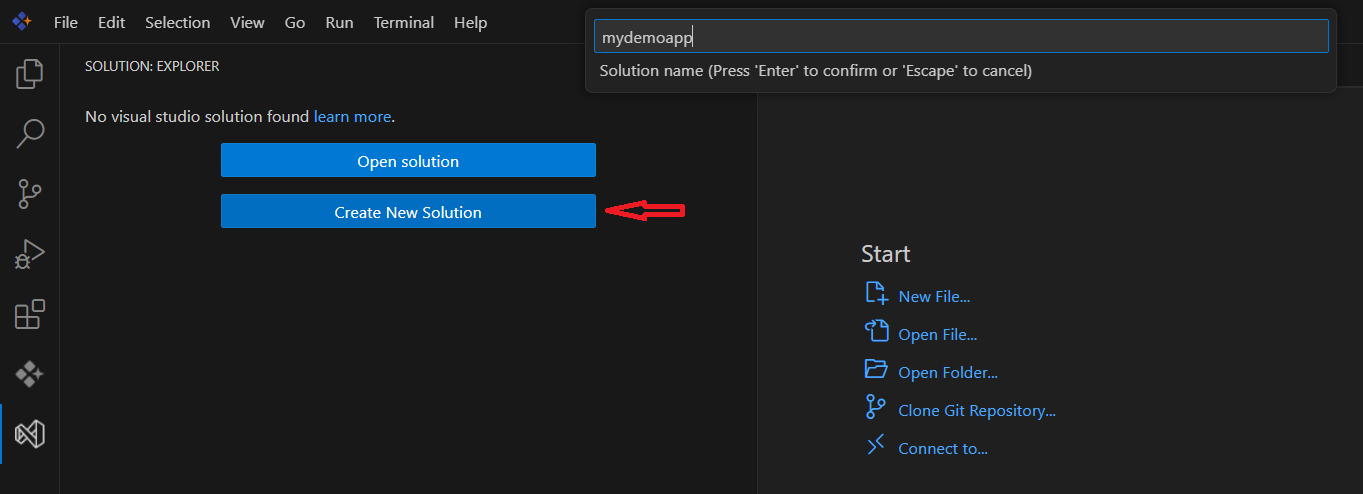 File Edit Selection View Go Run Terminal Help
mydemoapp
Solution name (Press 'Enter' to confirm or 'Escape' to cancel)
SOLUTION: EXPLORER
No visual studio solution found learn more.
Open solution
Create New Solution
Start
New File...
Open File...
Open Folder...
Clone Git Repository...
Connect to...